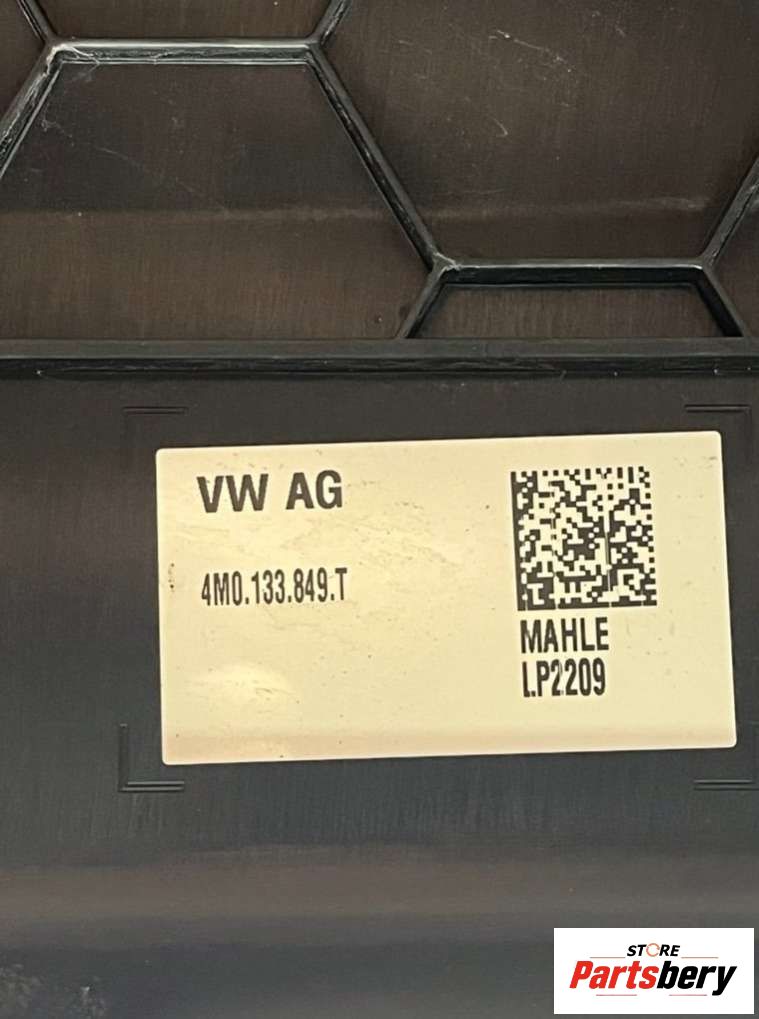 VW AG
4M0.133.849.T
MAHLE
LP2209
STORE
Partsbery